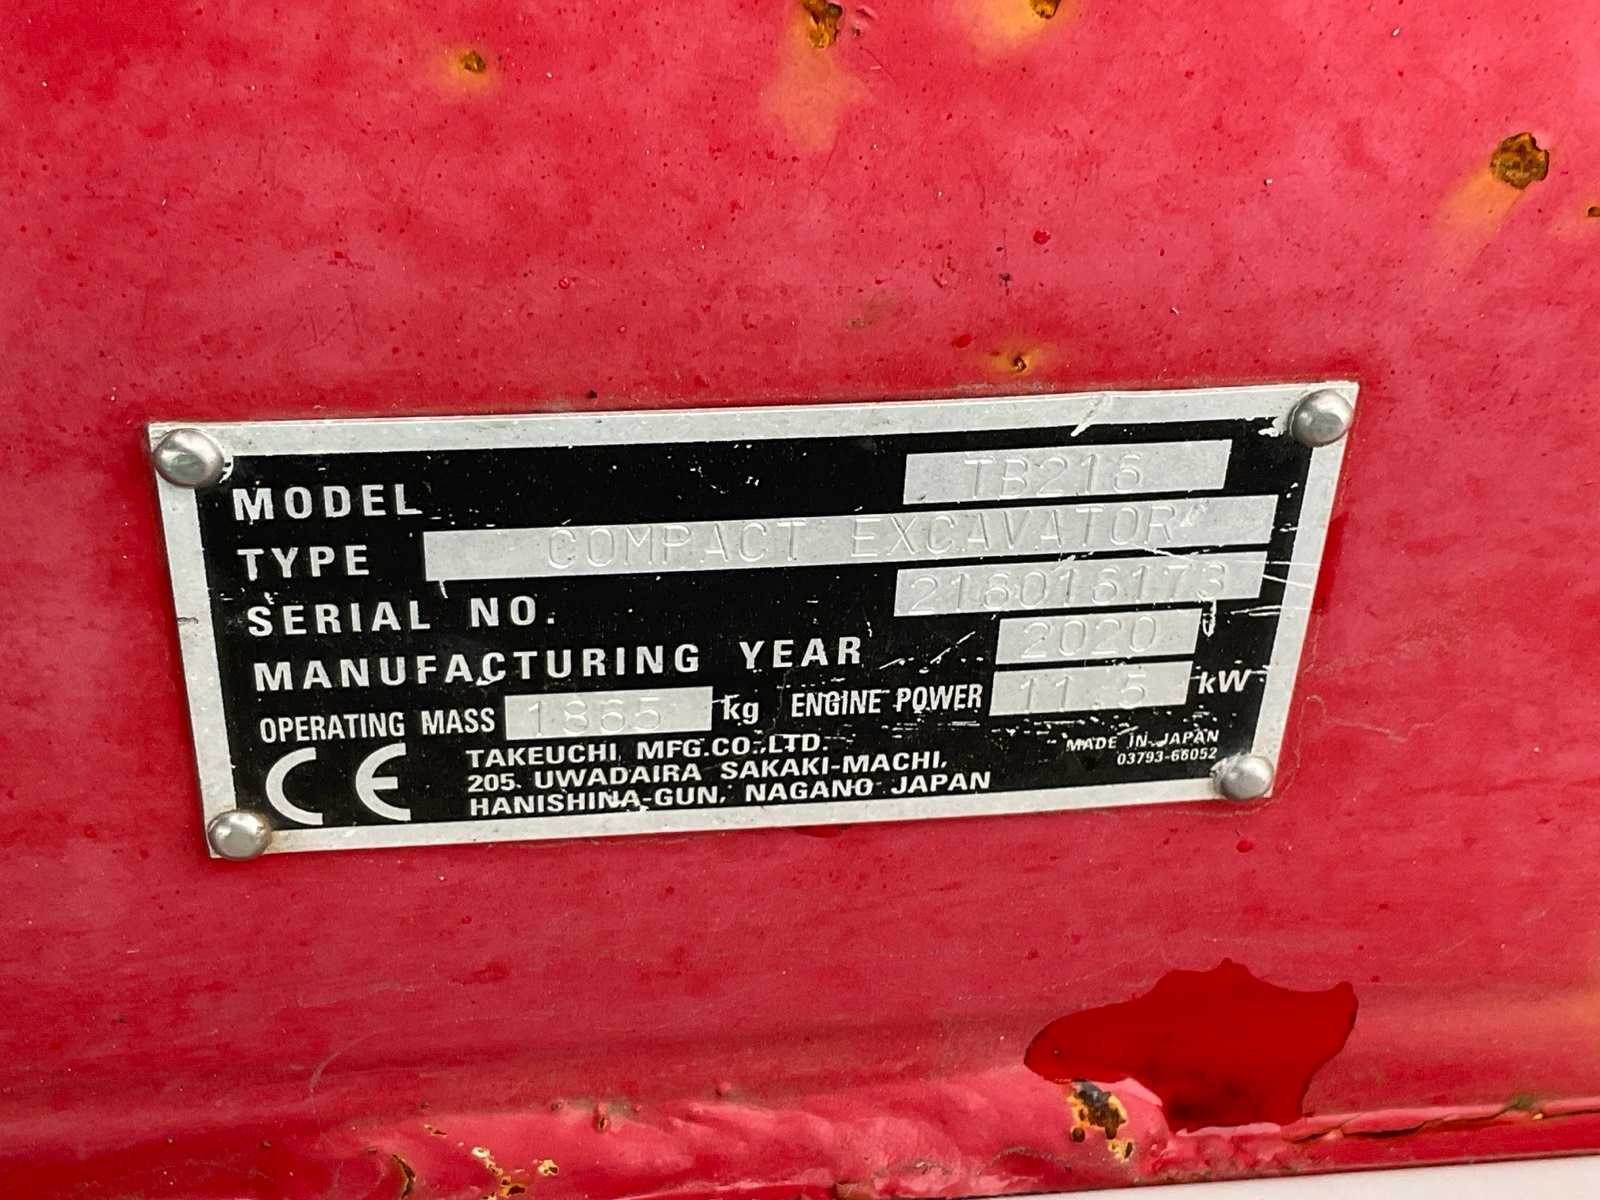 MODEL TB216
TYPE COMPACT EXCAVATOR
SERIAL NO. 216016173
MANUFACTURING YEAR 2020
OPERATING MASS 1865 kg ENGINE POWER 11.5 kW
CE
TAKEUCHI MFG.CO.,LTD.
205. UWADAIRA SAKAKI-MACHI,
HANISHINA-GUN, NAGANO JAPAN
MADE IN JAPAN
03793-66052